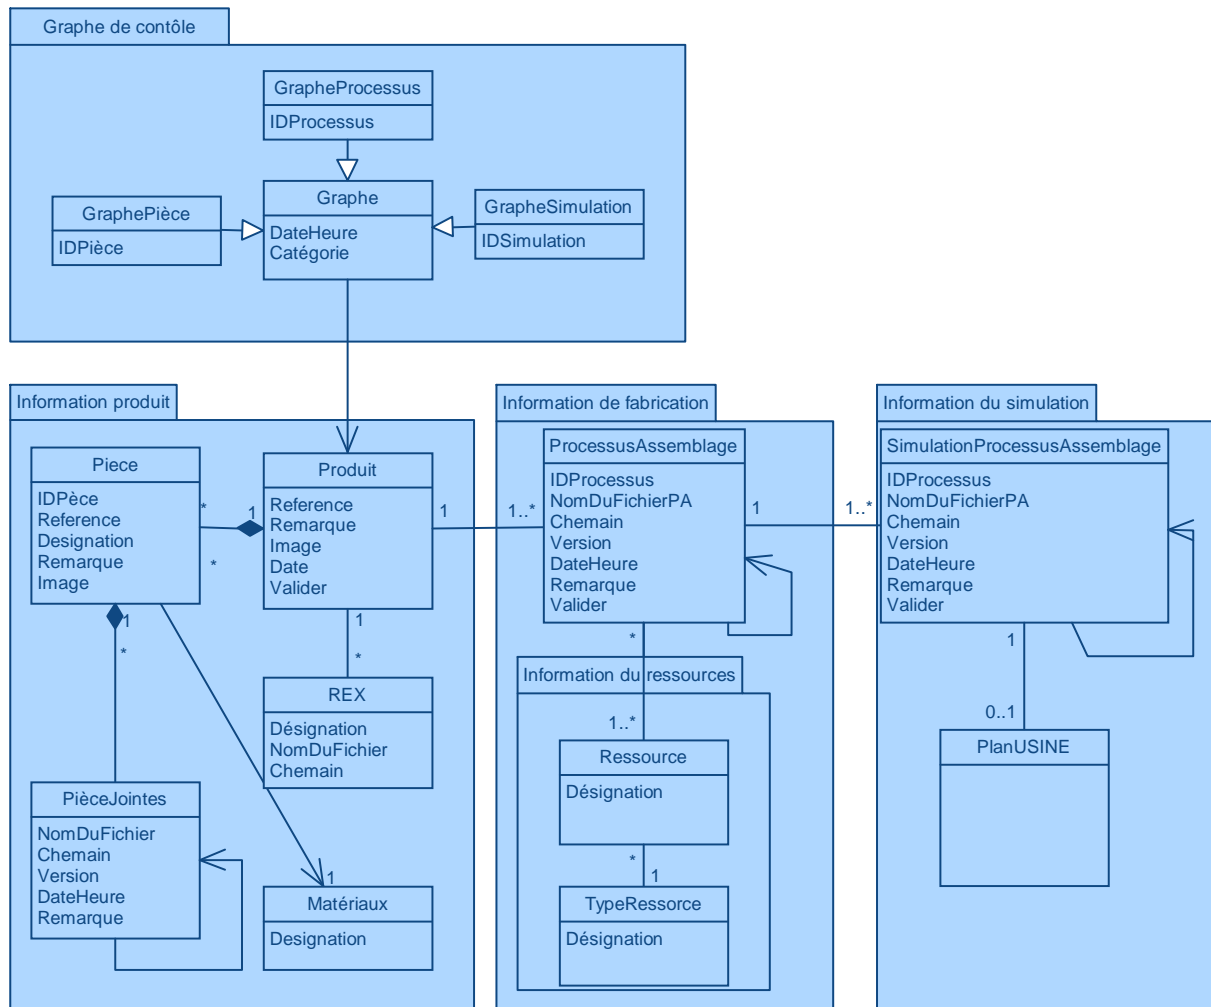 Graphe de contôle
GrapheProcessus
IDProcessus
GraphePièce
IDPièce
Graphe
DateHeure
Catégorie
GrapheSimulation
IDSimulation
Information produit
Piece
IDPèce
Reference
Designation
Remarque
Image
*
1
*
Produit
Reference
Remarque
Image
Date
Valider
1
1..*
1
*
1
*
REX
Désignation
NomDuFichier
Chemain
PièceJointes
NomDuFichier
Chemain
Version
DateHeure
Remarque
1
Matériaux
Designation
Information de fabrication
ProcessusAssemblage
IDProcessus
NomDuFichierPA
Chemain
Version
DateHeure
Remarque
Valider
1
1..*
*
Information du ressources
1..*
Ressource
Désignation
*
1
TypeRessorce
Désignation
Information du simulation
SimulationProcessusAssemblage
IDProcessus
NomDuFichierPA
Chemain
Version
DateHeure
Remarque
Valider
1
0..1
PlanUSINE